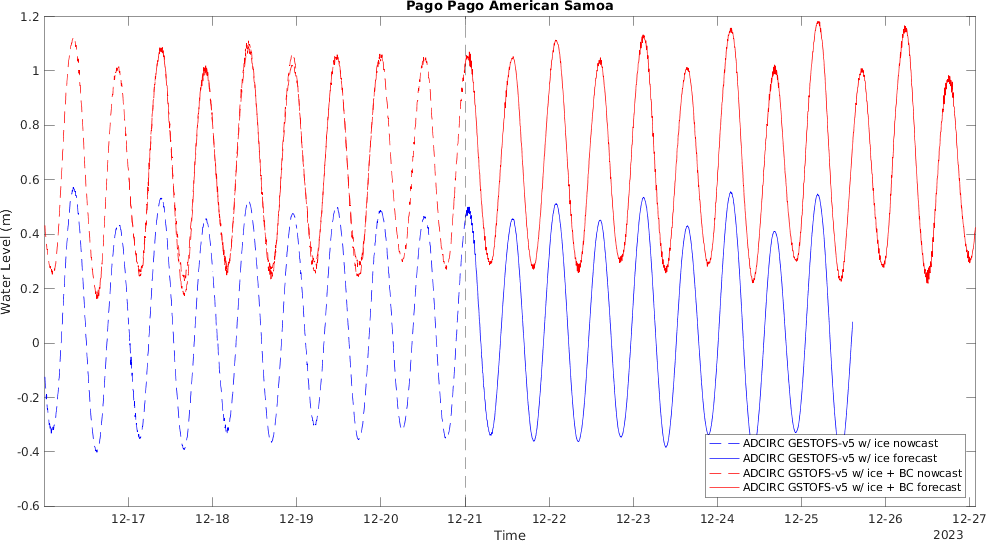 Pago Pago American Samoa
1.2
1
0.8
0.6
0.4
0.2
0
-0.2
-0.4
-0.6
Water Level (m)
ADCIRC GESTOFS-v5 w/ ice nowcast
ADCIRC GESTOFS-v5 w/ ice forecast
ADCIRC GSTOFS-v5 w/ ice + BC nowcast
ADCIRC GSTOFS-v5 w/ ice + BC forecast
12-17 12-18 12-19 12-20 12-21 12-22 12-23 12-24 12-25 12-26 12-27
Time
2023